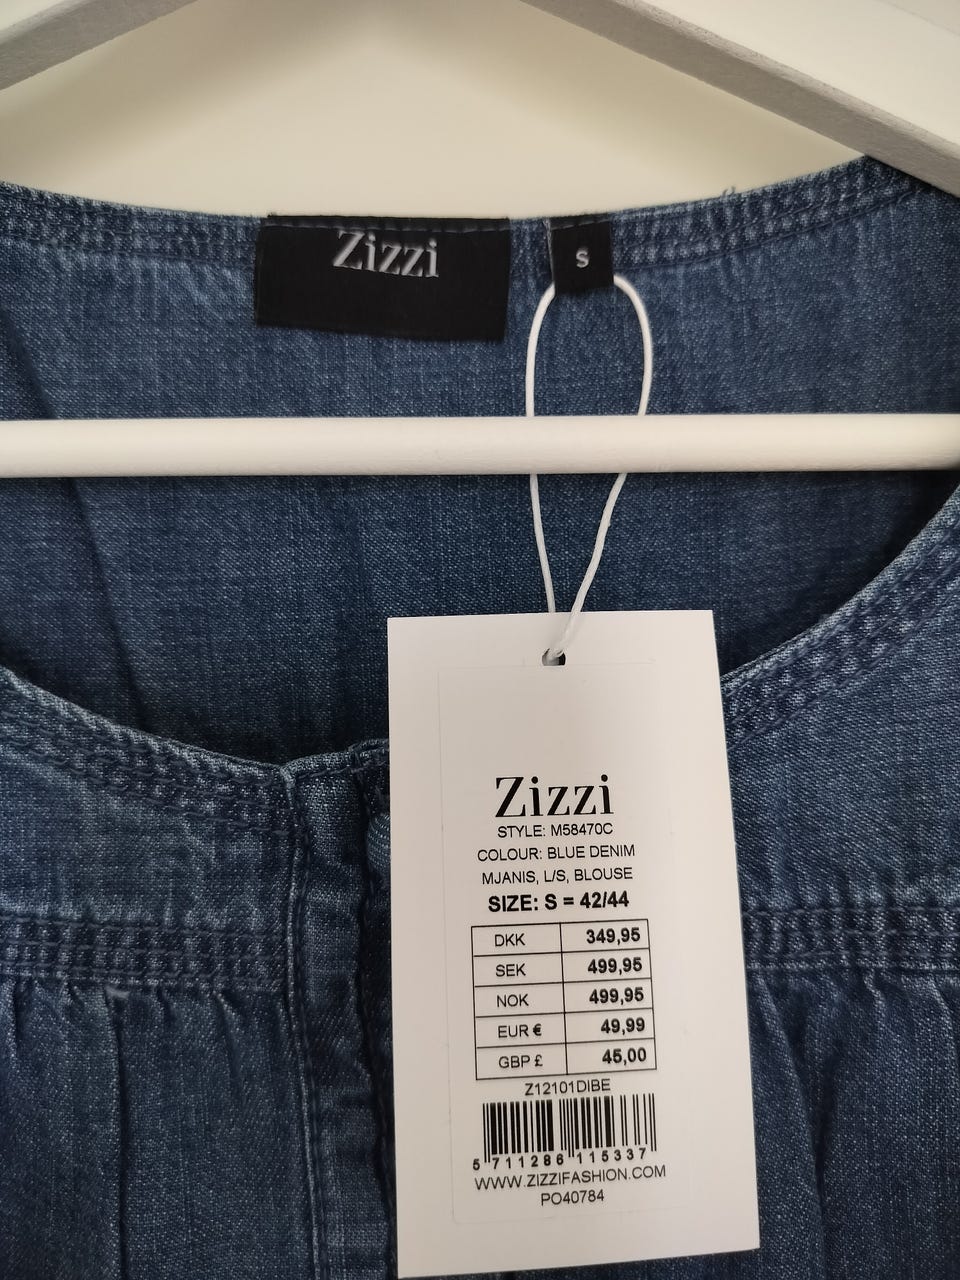 Zizzi
S
Zizzi
STYLE: M58470C
COLOUR: BLUE DENIM
MJANIS, L/S, BLOUSE
SIZE: S = 42/44
DKK 349,95
SEK 499,95
NOK 499,95
EUR € 49,99
GBP £ 45,00
Z12101DIBE
5 711286 115337
WWW.ZIZZIFASHION.COM
PO40784